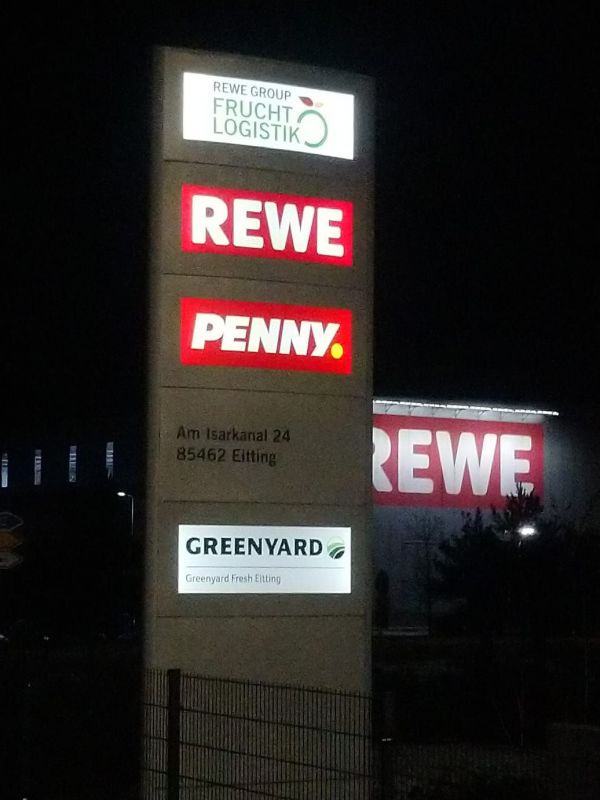 REWE GROUP
FRUCHT
LOGISTIK
REWE
PENNY.
Am Isarkanal 24
85462 Eitting
REWE
GREENYARD
Greenyard Fresh Eitting